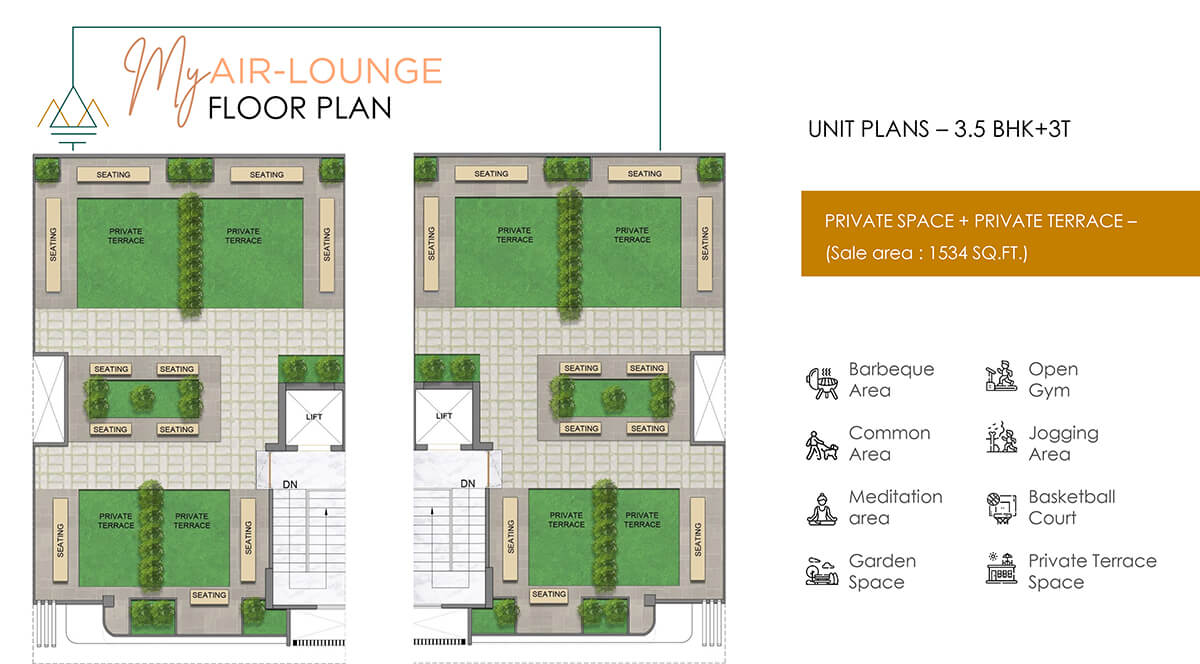 My AIR-LOUNGE
FLOOR PLAN
UNIT PLANS – 3.5 BHK+3T
PRIVATE SPACE + PRIVATE TERRACE –
(Sale area : 1534 SQ.FT.)
Barbeque
Area
Open
Gym
Common
Area
Jogging
Area
Meditation
area
Basketball
Court
Garden
Space
Private Terrace
Space
SEATING
SEATING
SEATING
SEATING
PRIVATE
TERRACE
PRIVATE
TERRACE
SEATING
SEATING
SEATING
SEATING
LIFT
DN
SEATING
PRIVATE
TERRACE
PRIVATE
TERRACE
SEATING
SEATING
SEATING
SEATING
SEATING
SEATING
PRIVATE
TERRACE
PRIVATE
TERRACE
SEATING
SEATING
SEATING
SEATING
LIFT
DN
SEATING
PRIVATE
TERRACE
PRIVATE
TERRACE
SEATING
SEATING